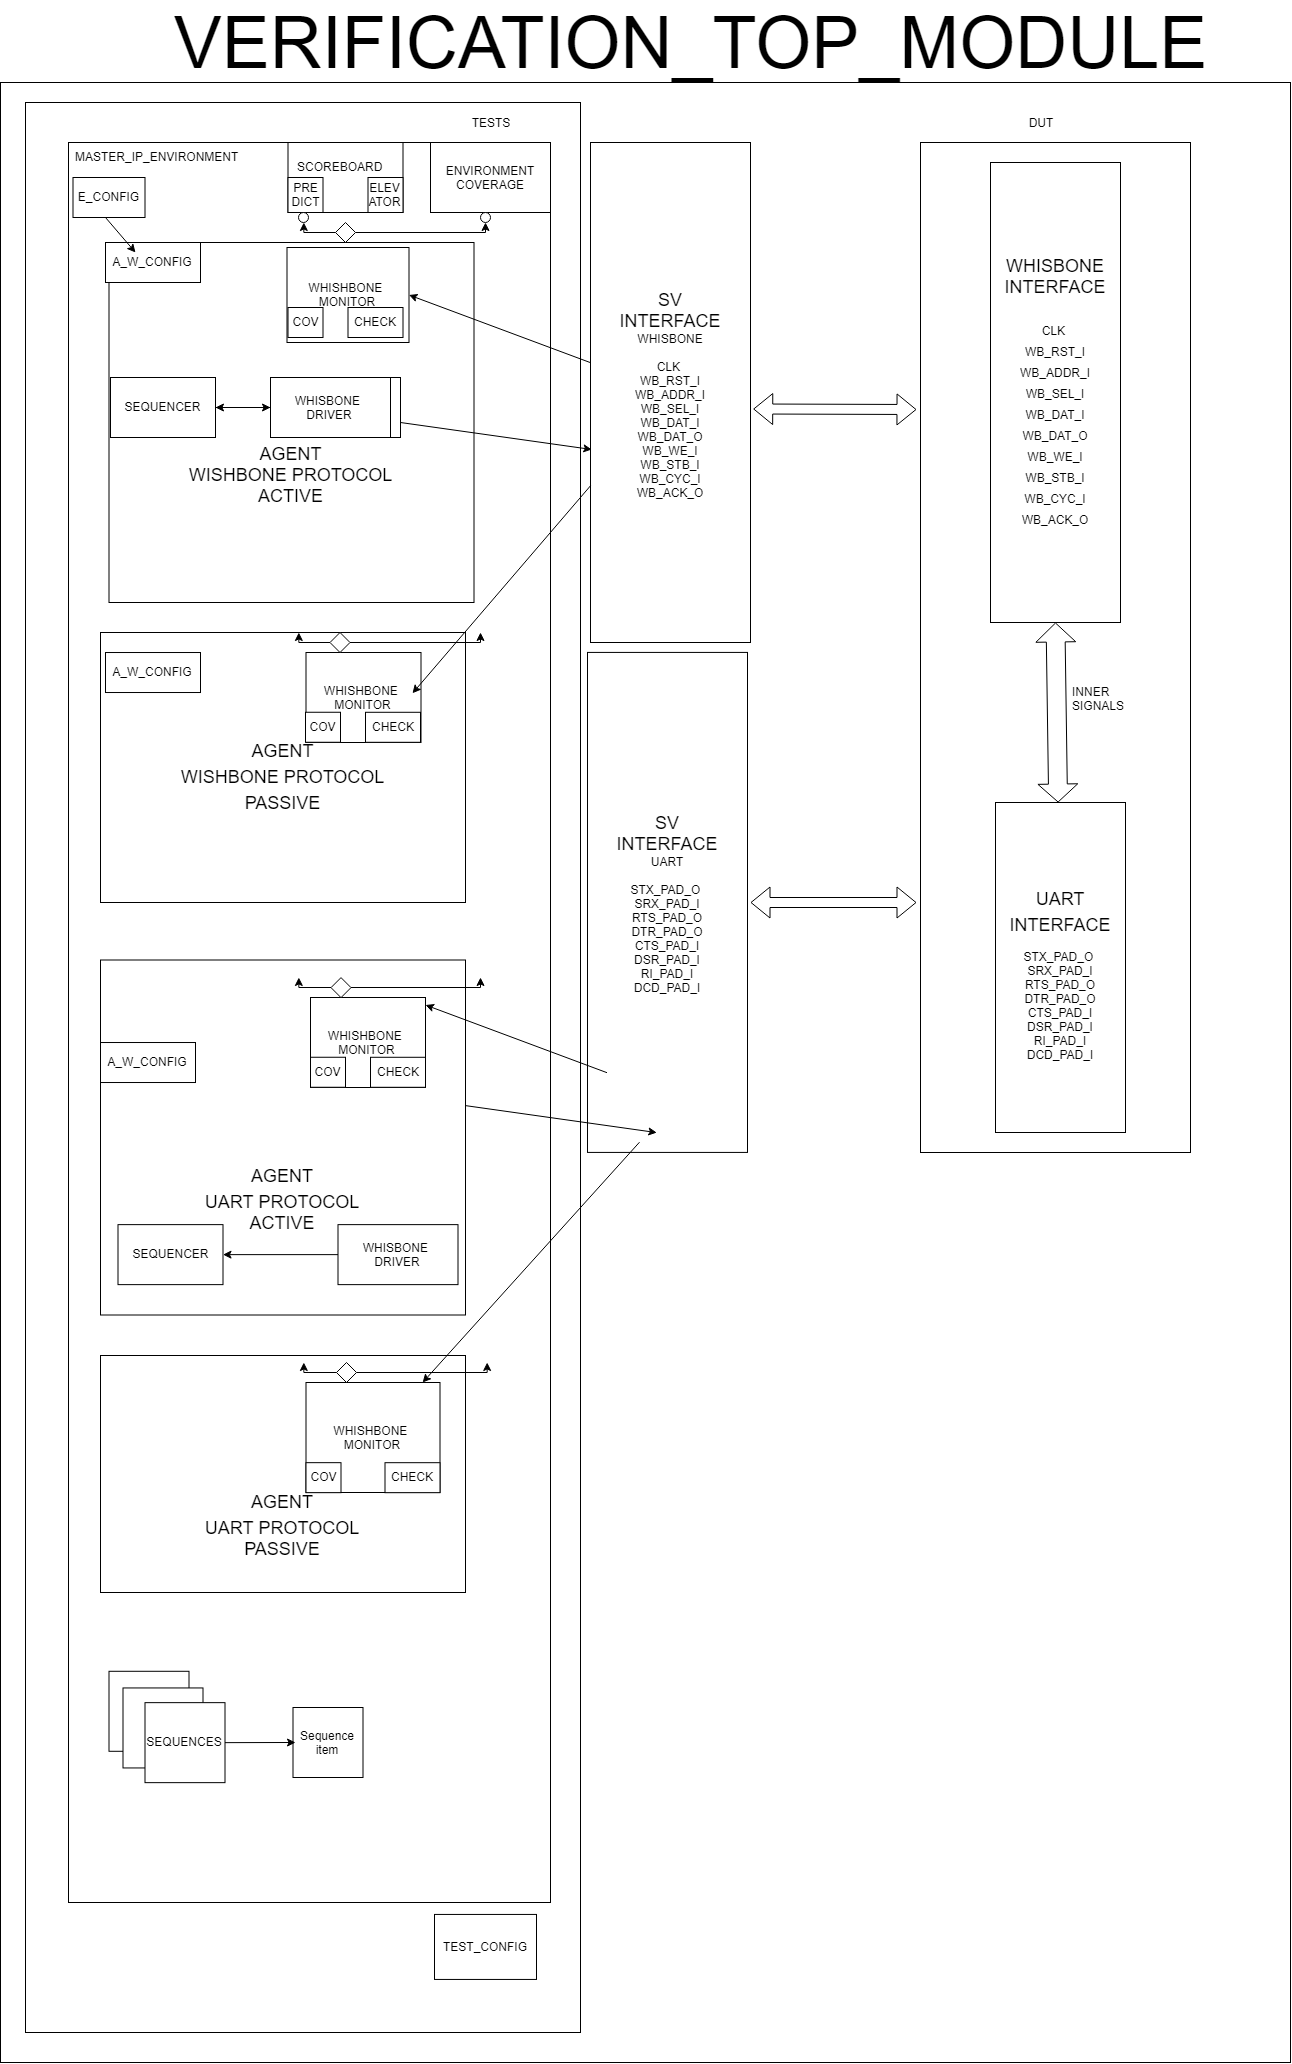 VERIFICATION_TOP_MODULE
TESTS
DUT
MASTER_IP_ENVIRONMENT
E_CONFIG
SCOREBOARD
PRE
DICT
ELEV
ATOR
ENVIRONMENT
COVERAGE
A_W_CONFIG
WHISHBONE
MONITOR
COV
CHECK
SEQUENCER
WHISBONE
DRIVER
AGENT
WISHBONE PROTOCOL
ACTIVE
A_W_CONFIG
WHISHBONE
MONITOR
COV
CHECK
AGENT
WISHBONE PROTOCOL
PASSIVE
WHISHBONE
MONITOR
COV
CHECK
A_W_CONFIG
AGENT
UART PROTOCOL
ACTIVE
SEQUENCER
WHISBONE
DRIVER
WHISHBONE
MONITOR
COV
CHECK
AGENT
UART PROTOCOL
PASSIVE
SEQUENCES
Sequence
item
TEST_CONFIG
SV
INTERFACE
WHISBONE
CLK
WB_RST_I
WB_ADDR_I
WB_SEL_I
WB_DAT_I
WB_DAT_O
WB_WE_I
WB_STB_I
WB_CYC_I
WB_ACK_O
SV
INTERFACE
UART
STX_PAD_O
SRX_PAD_I
RTS_PAD_O
DTR_PAD_O
CTS_PAD_I
DSR_PAD_I
RI_PAD_I
DCD_PAD_I
WHISBONE
INTERFACE
CLK
WB_RST_I
WB_ADDR_I
WB_SEL_I
WB_DAT_I
WB_DAT_O
WB_WE_I
WB_STB_I
WB_CYC_I
WB_ACK_O
INNER
SIGNALS
UART
INTERFACE
STX_PAD_O
SRX_PAD_I
RTS_PAD_O
DTR_PAD_O
CTS_PAD_I
DSR_PAD_I
RI_PAD_I
DCD_PAD_I